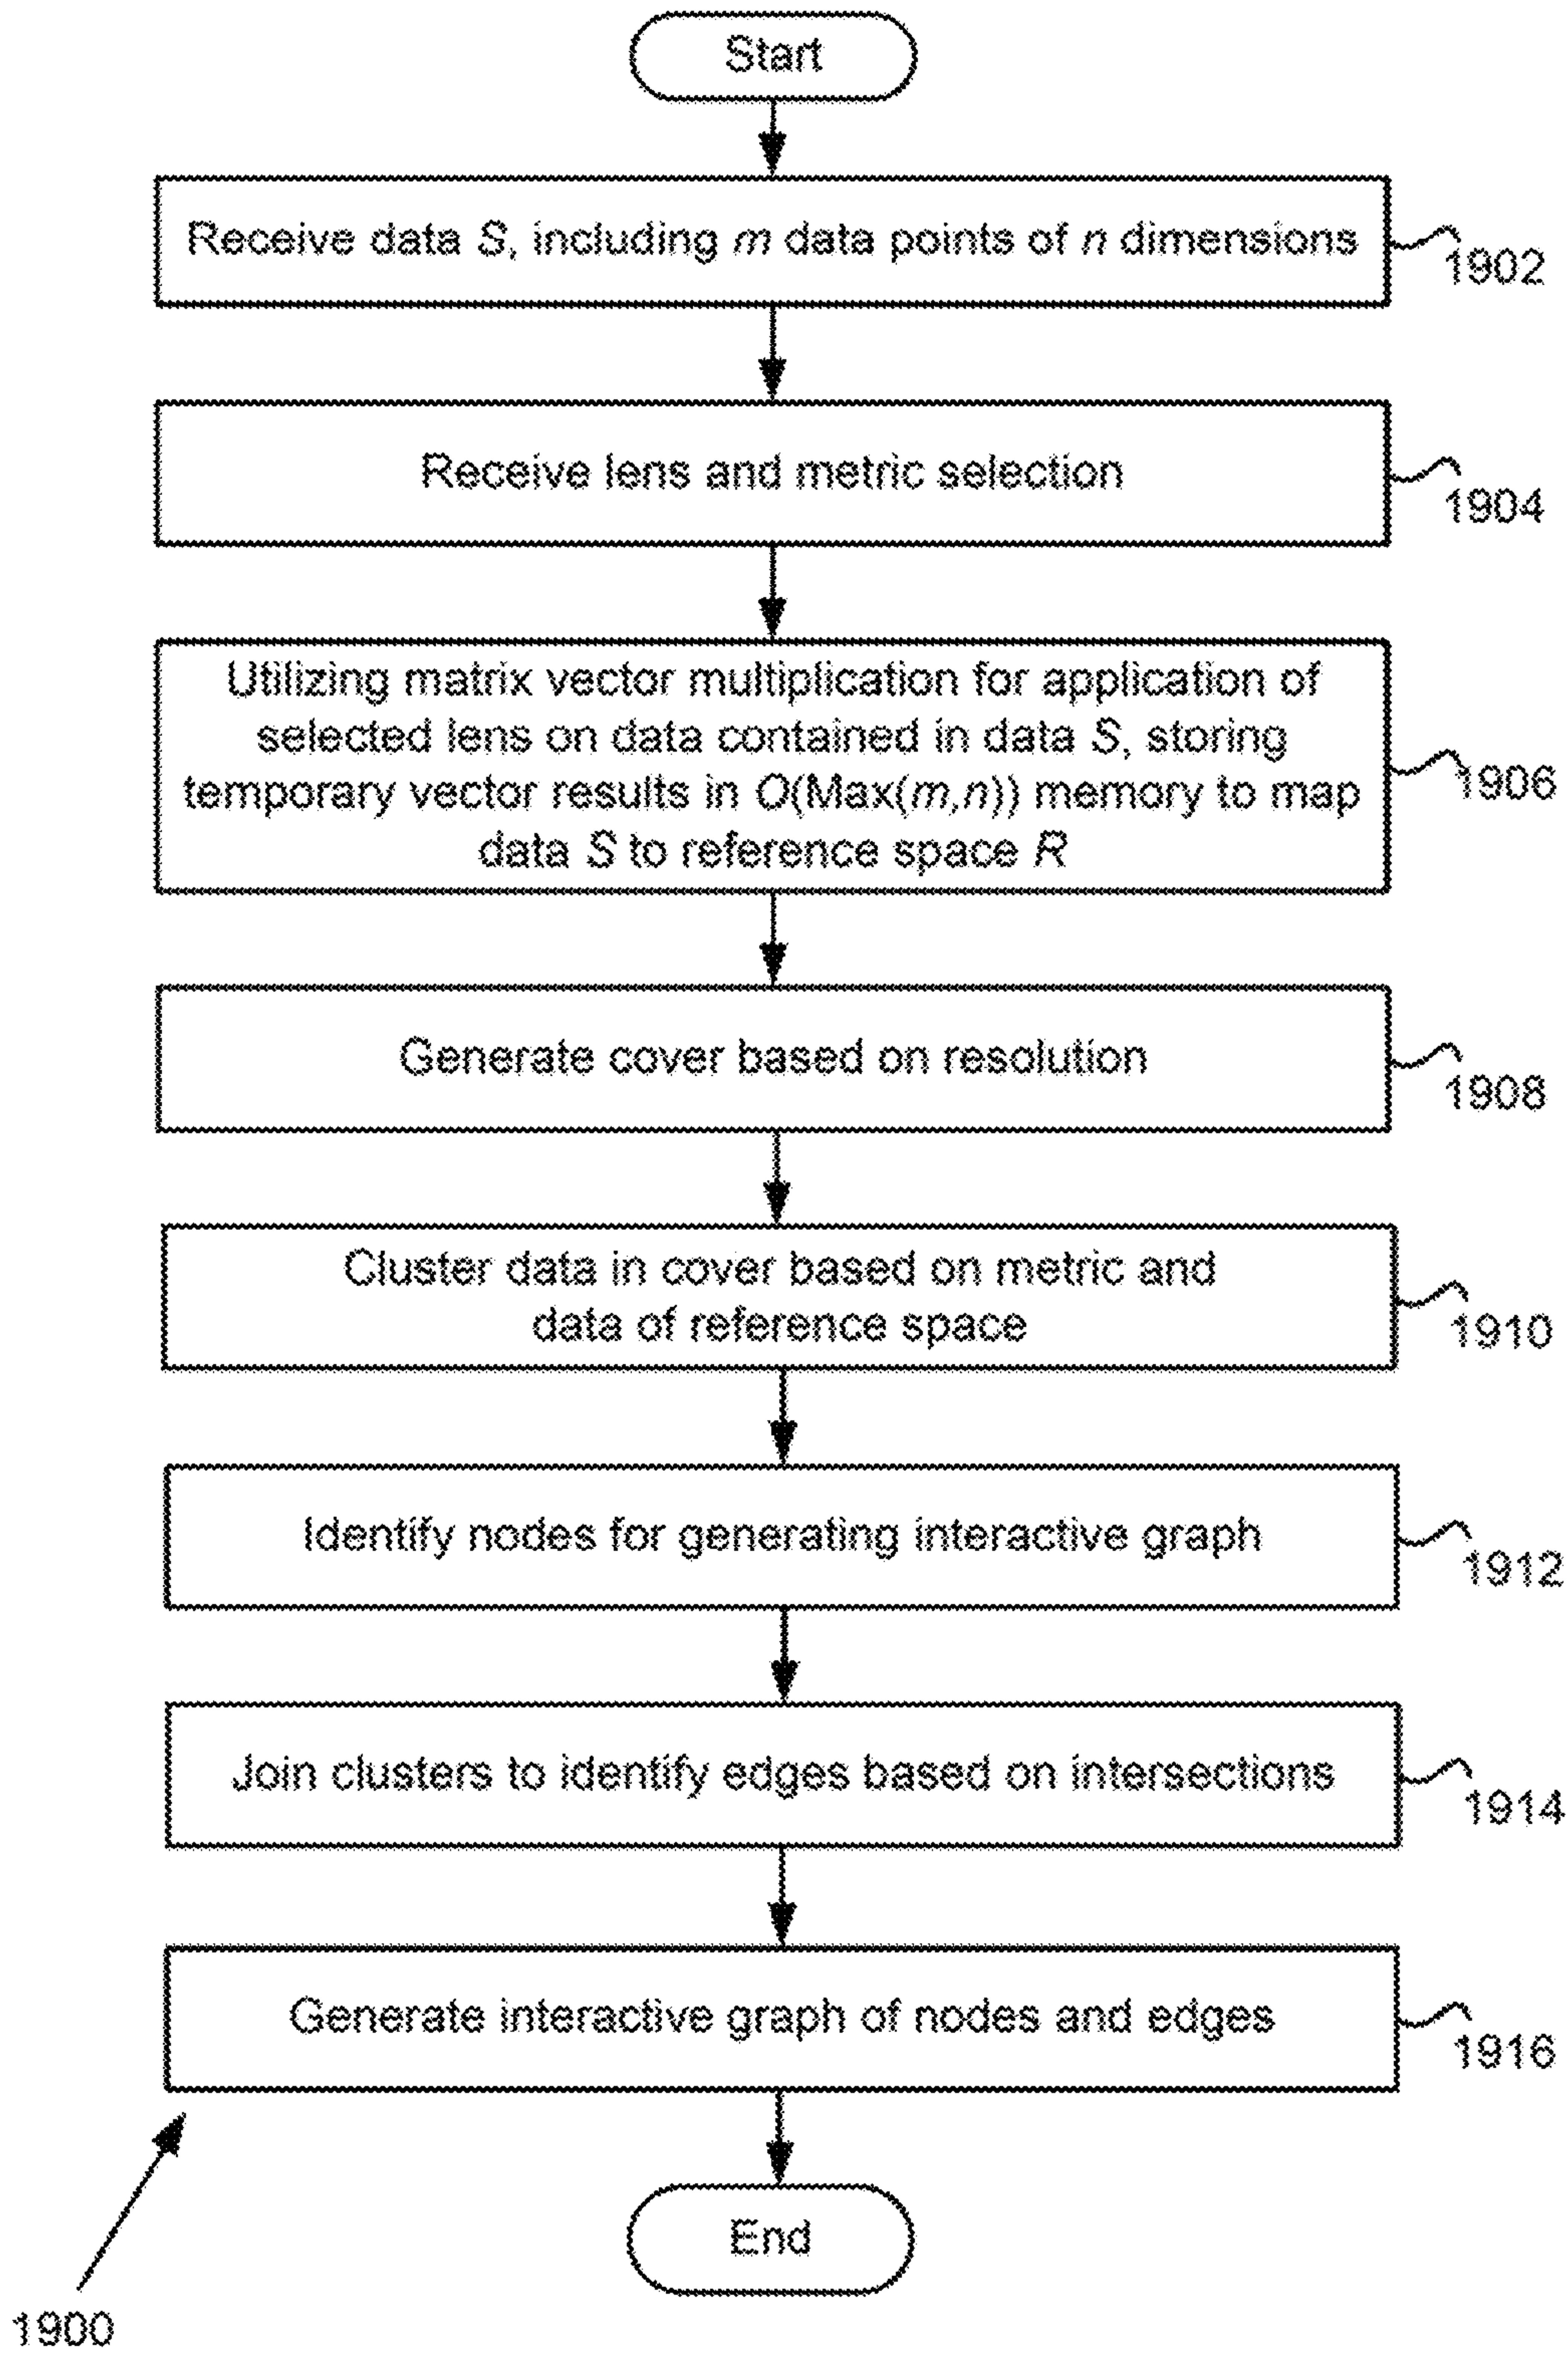 Start
Receive data S, including m data points of n dimensions
1902
Receive lens and metric selection
1904
Utilizing matrix vector multiplication for application of
selected lens on data contained in data S, storing
temporary vector results in O(Max(m,n)) memory to map
data S to reference space R
1906
Generate cover based on resolution
1908
Cluster data in cover based on metric and
data of reference space
1910
Identify nodes for generating interactive graph
1912
Join clusters to identify edges based on intersections
1914
Generate interactive graph of nodes and edges
1916
End
1900